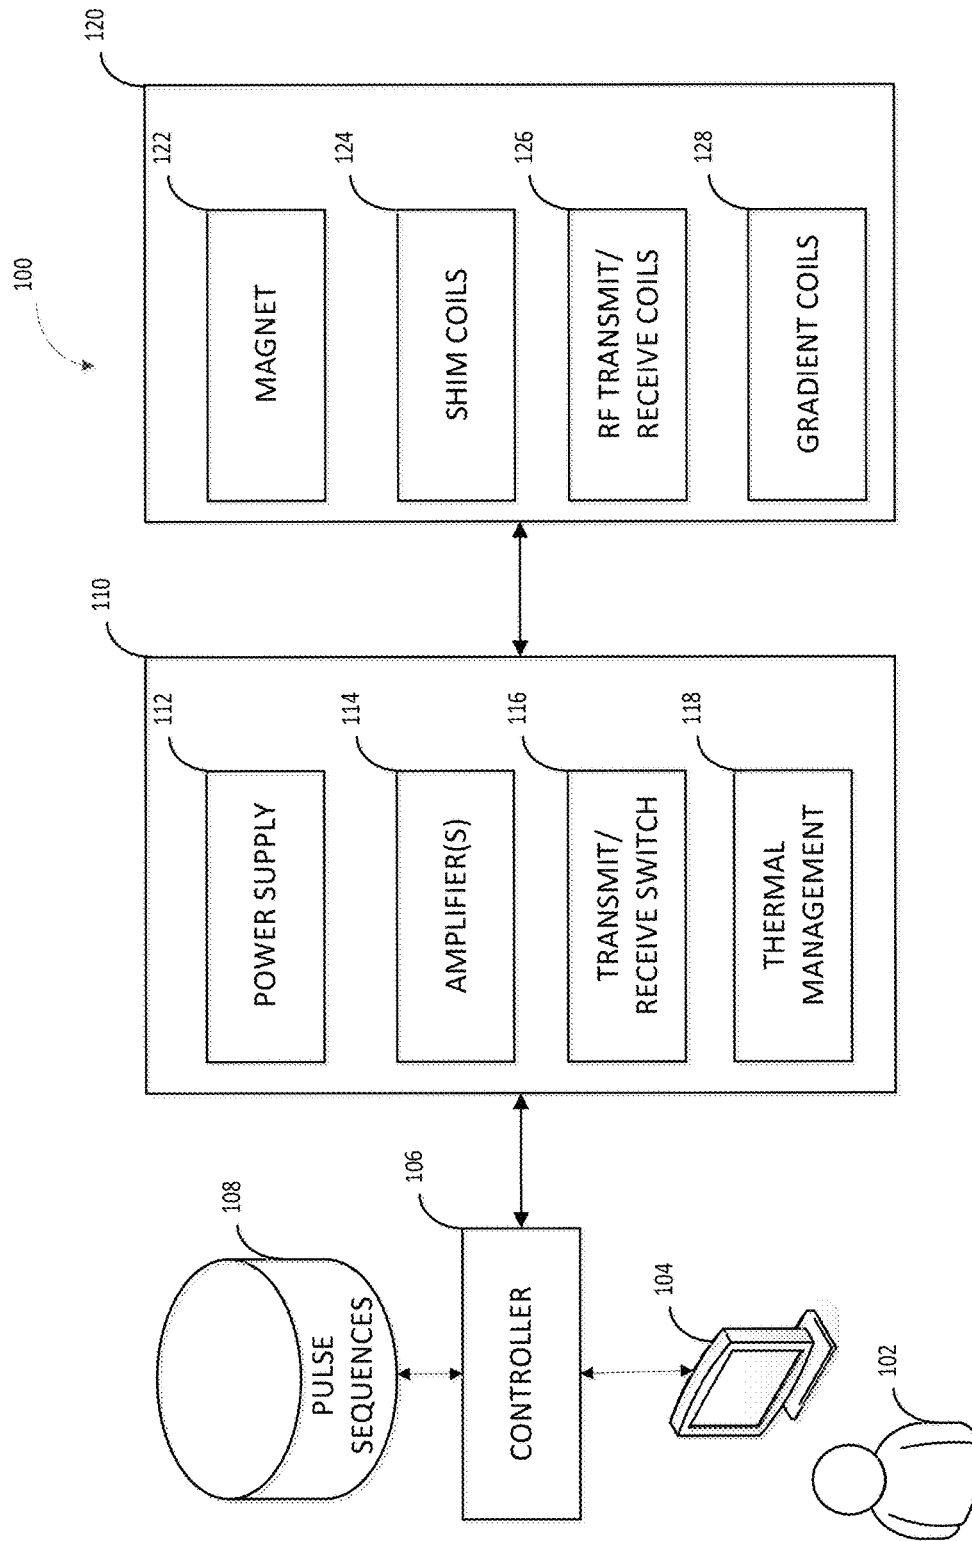 100
108
PULSE
SEQUENCES
106
CONTROLLER
104
102
110
112
POWER SUPPLY
114
AMPLIFIER(S)
116
TRANSMIT/
RECEIVE SWITCH
118
THERMAL
MANAGEMENT
120
122
MAGNET
124
SHIM COILS
126
RF TRANSMIT/
RECEIVE COILS
128
GRADIENT COILS